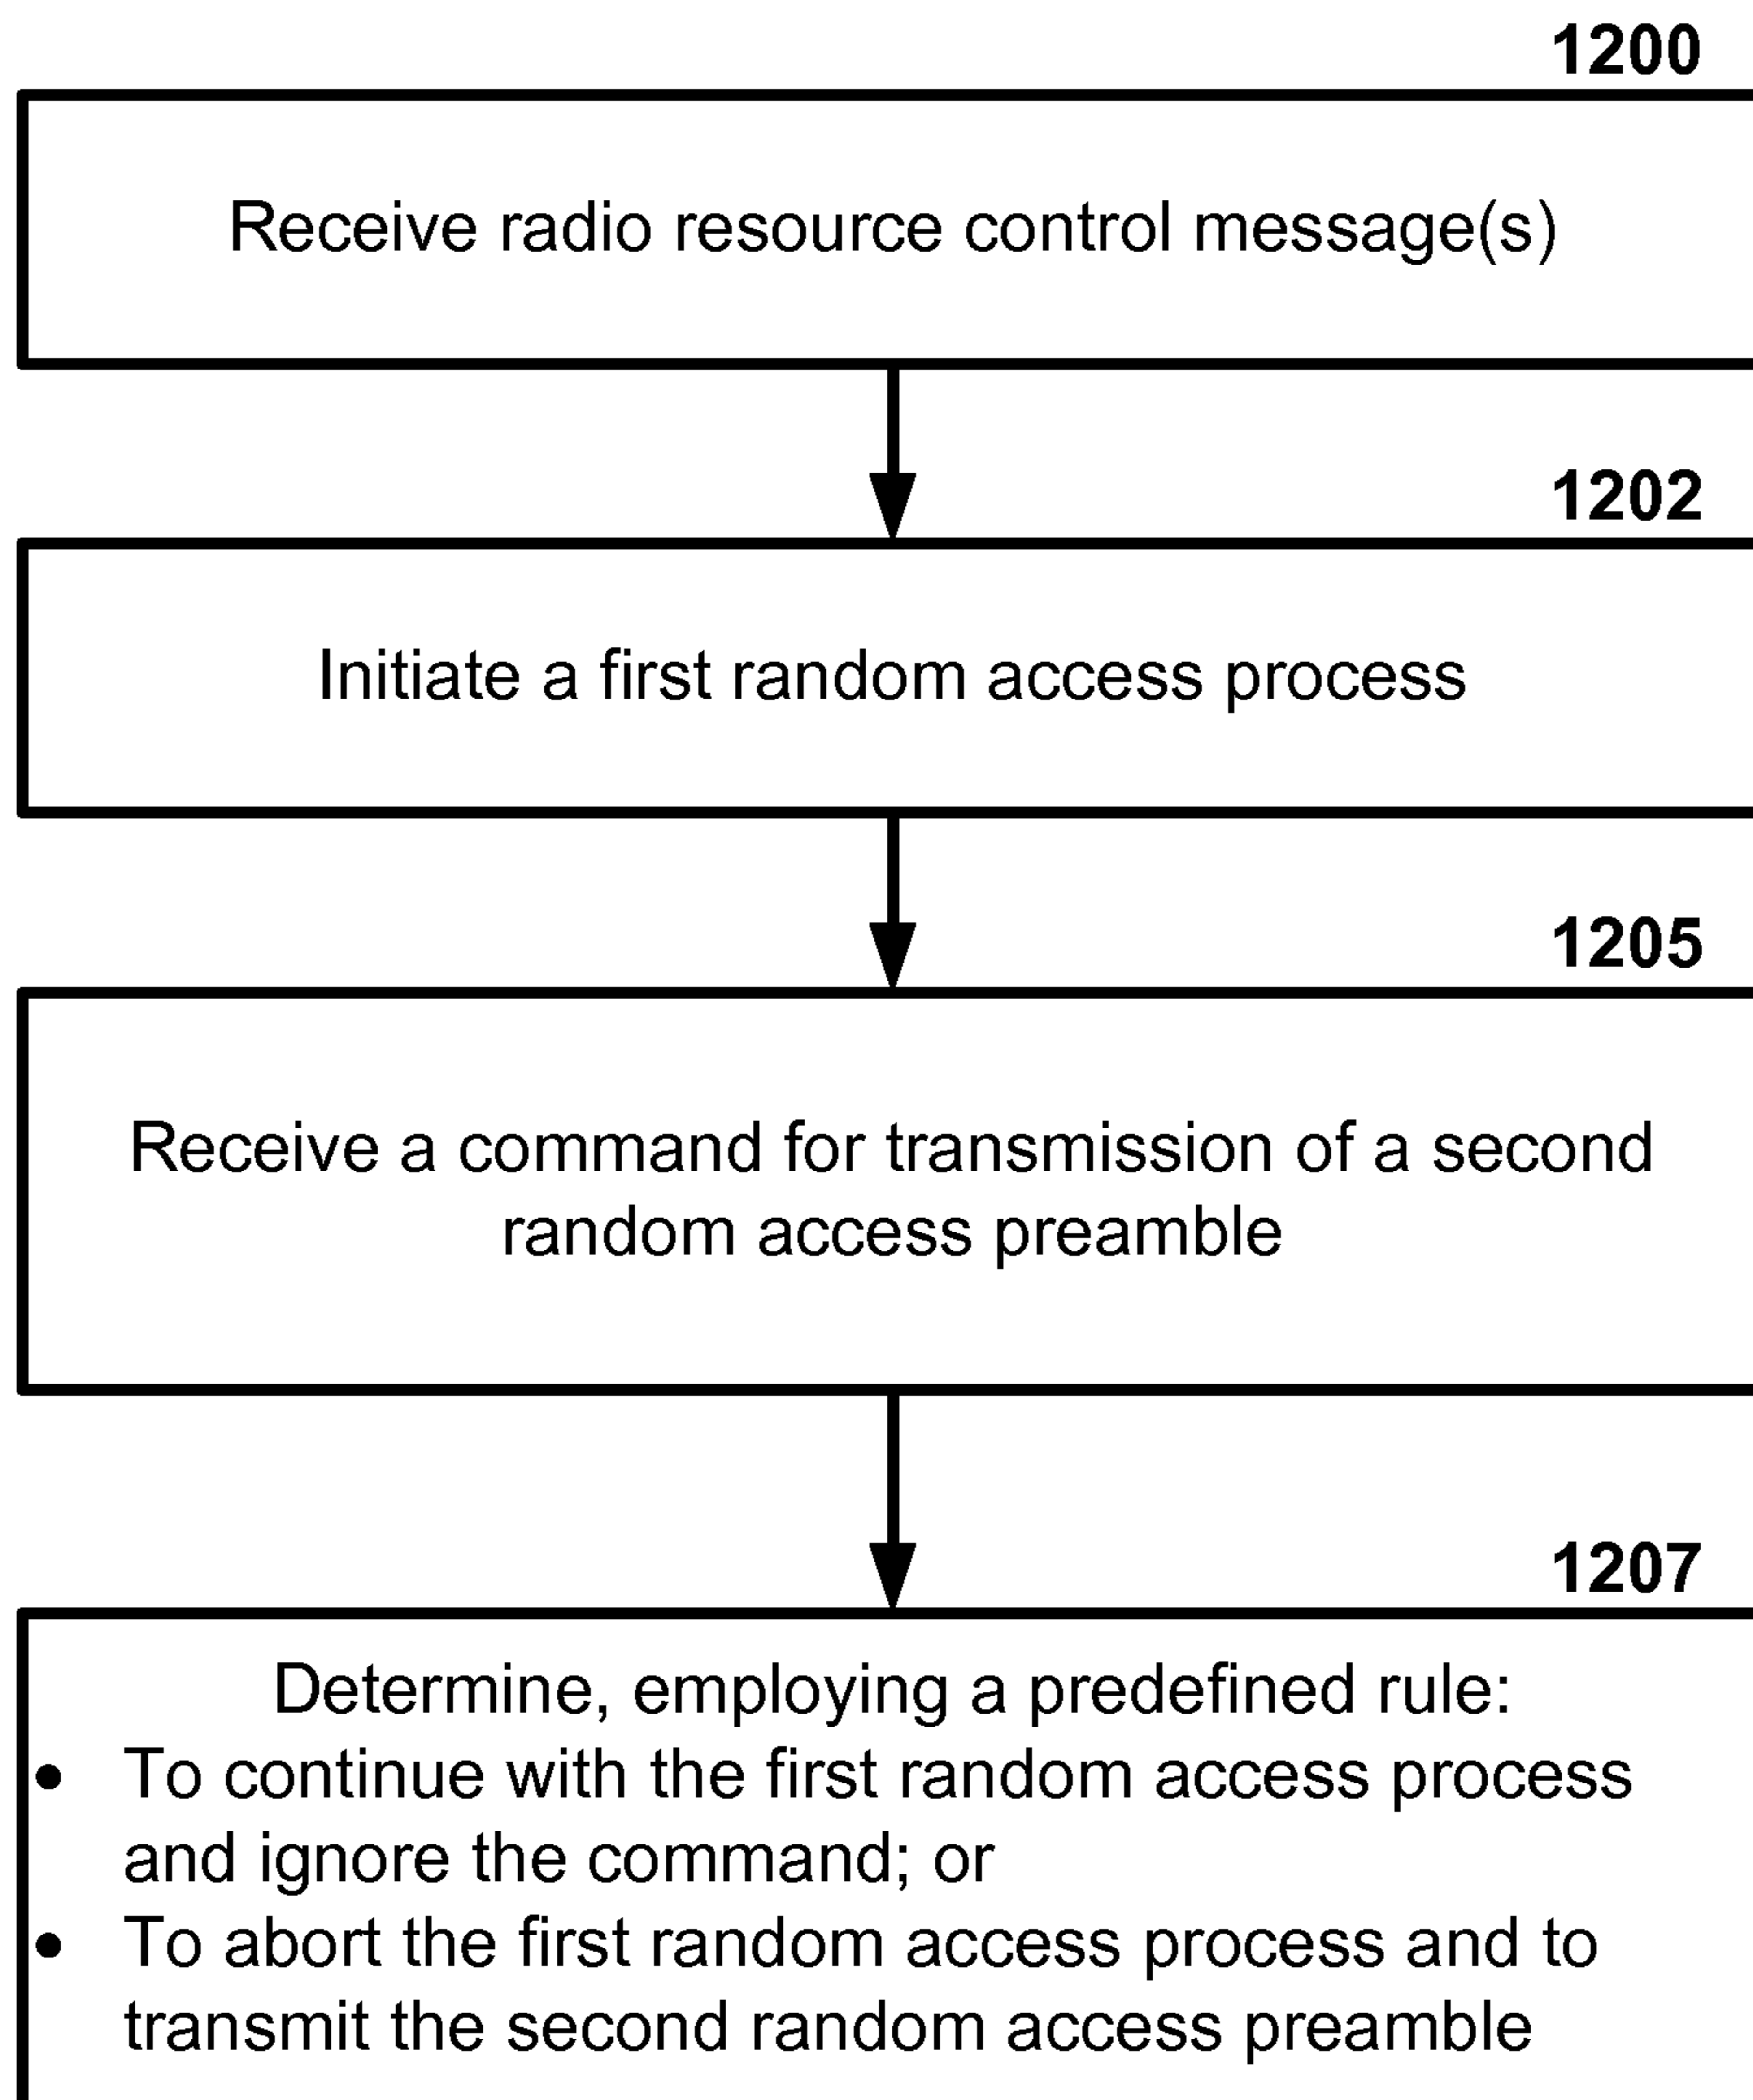 1200
Receive radio resource control message(s)
1202
Initiate a first random access process
1205
Receive a command for transmission of a second
random access preamble
1207
Determine, employing a predefined rule:
• To continue with the first random access process
and ignore the command; or
• To abort the first random access process and to
transmit the second random access preamble